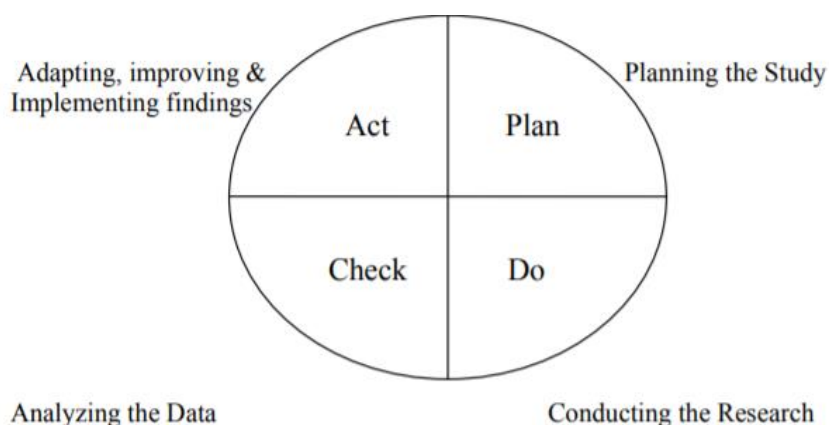 Adapting, improving &
Implementing findings
Planning the Study
Act
Plan
Check
Do
Analyzing the Data
Conducting the Research